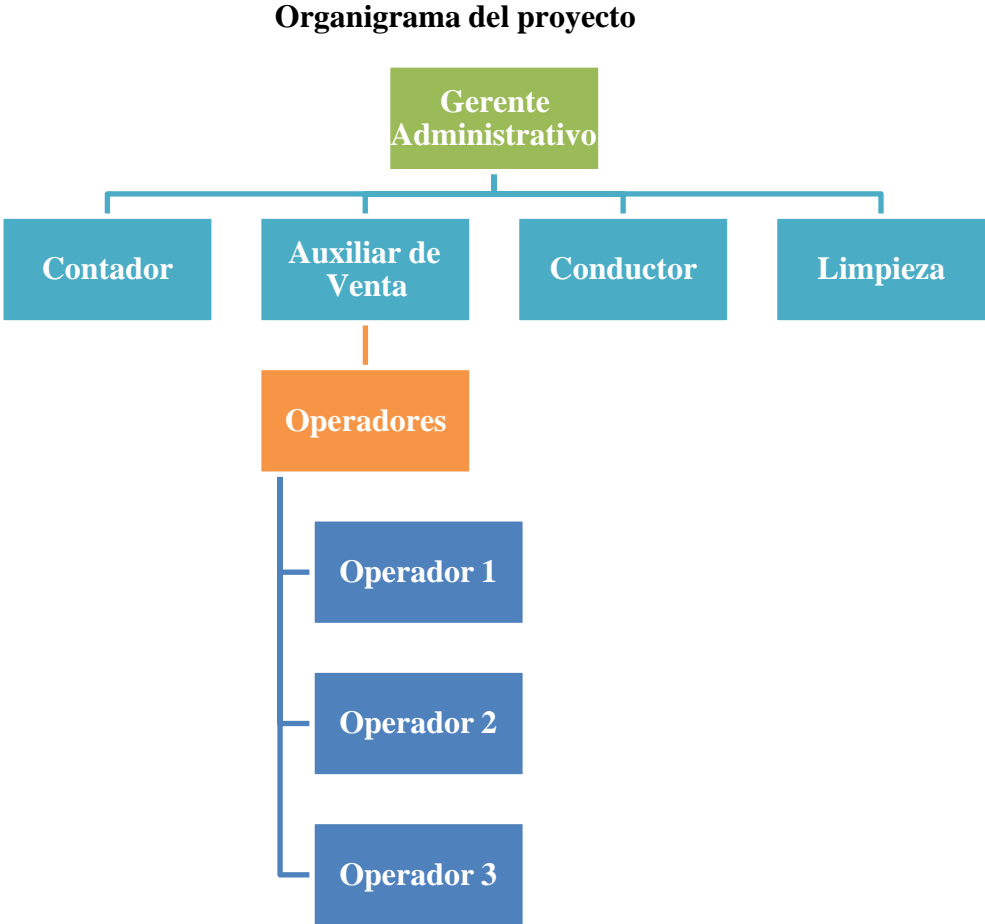 Organigrama del proyecto
Gerente
Administrativo
Contador
Auxiliar de
Venta
Conductor
Limpieza
Operadores
Operador 1
Operador 2
Operador 3